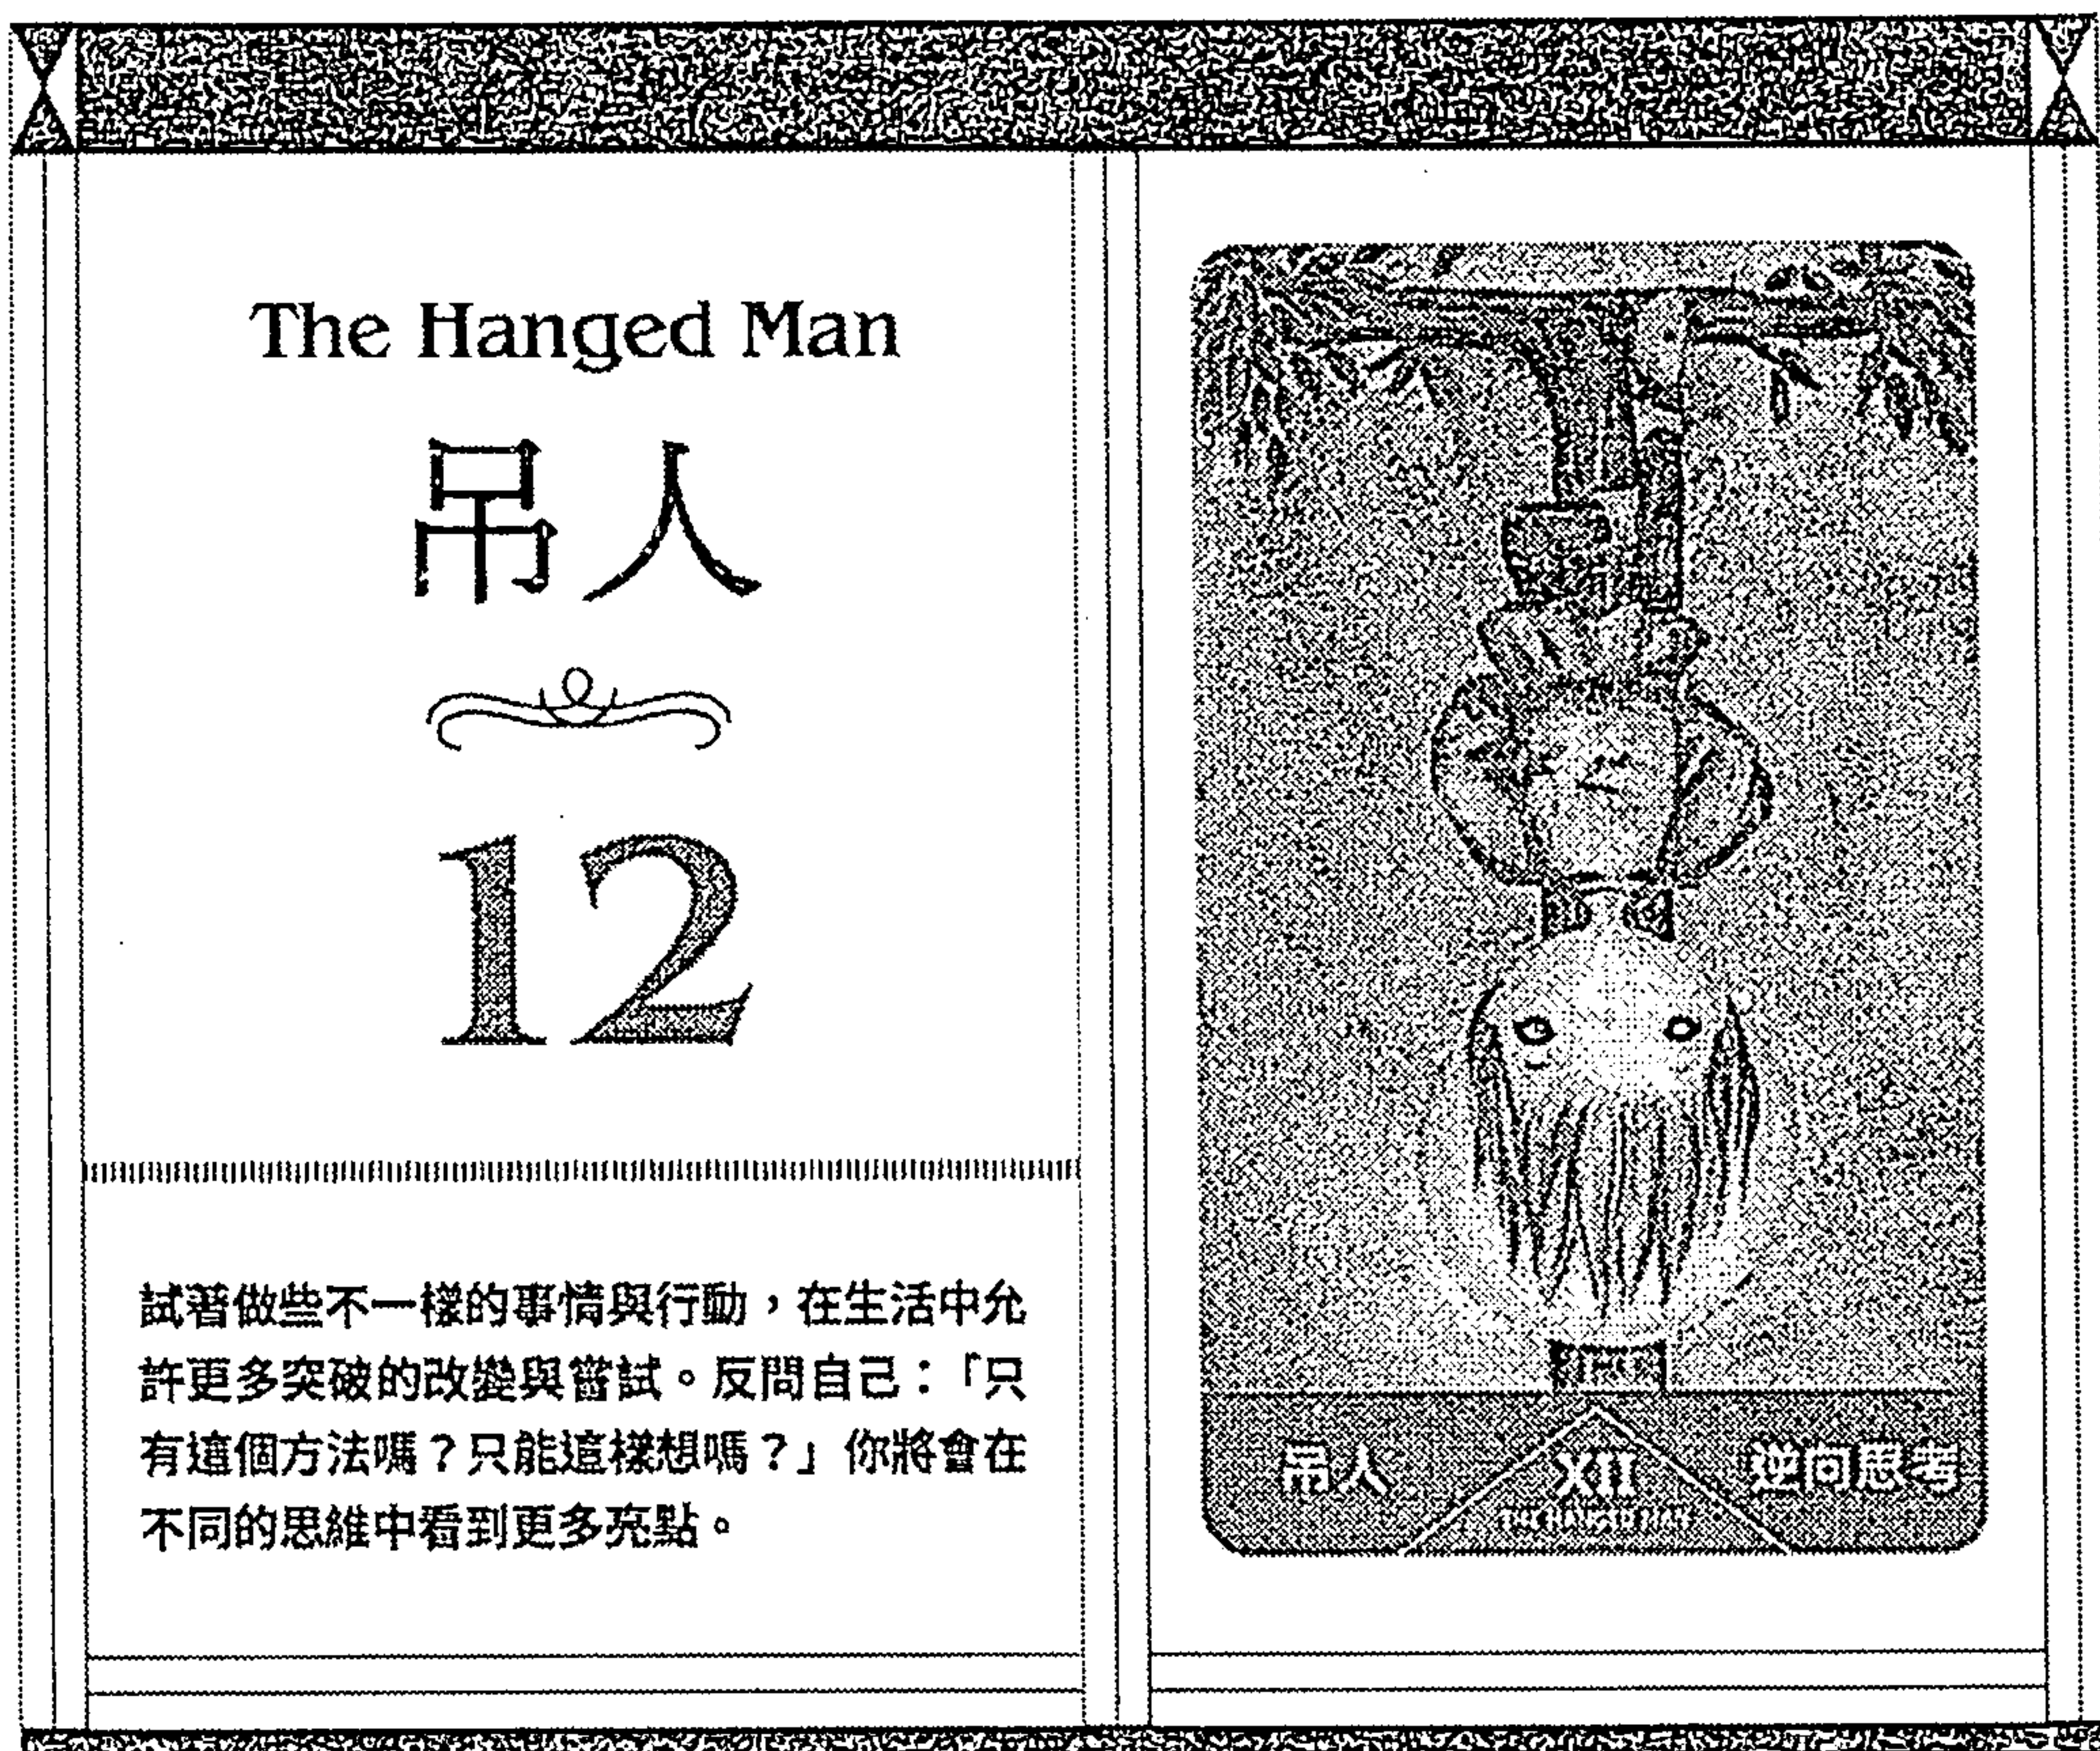 The Hanged Man
吊人
12
試著做些不一樣的事情與行動，在生活中允
許更多突破的改變與嘗試。反問自己：「只
有這個方法嗎？只能這樣想嗎？」你將會在
不同的思維中看到更多亮點。
吊人
XII
THE HANGED MAN
逆向思考